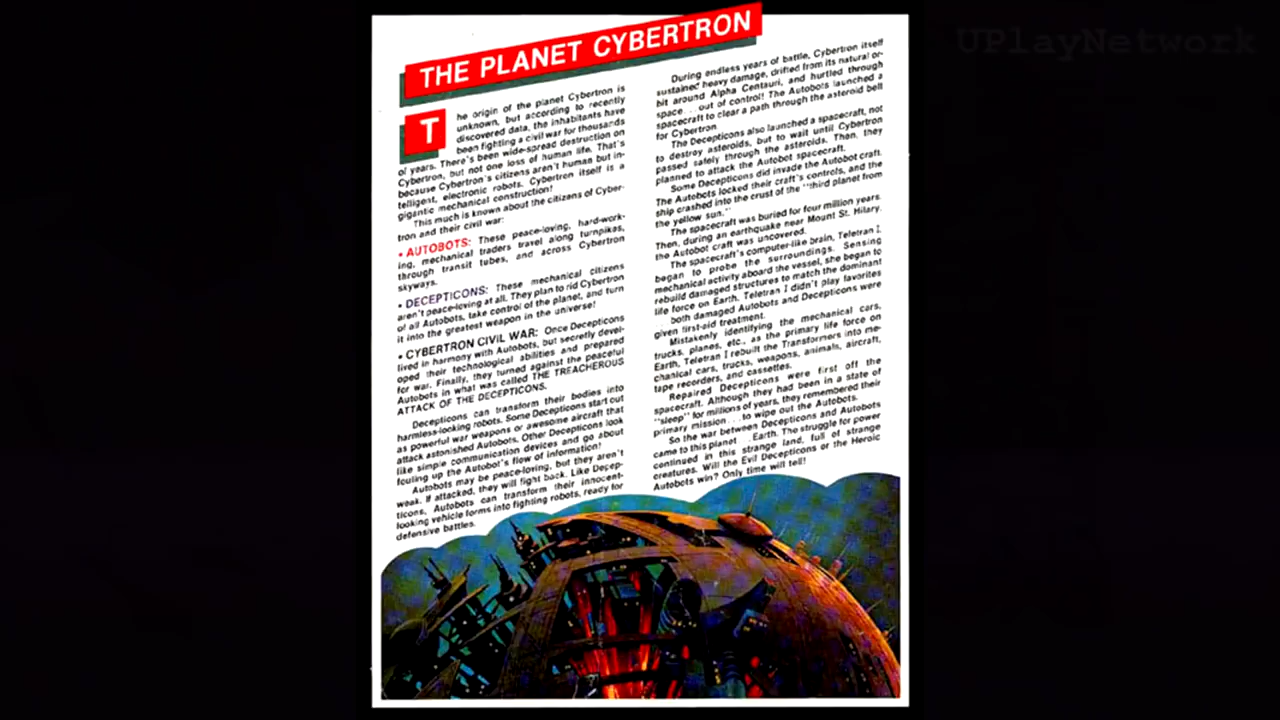 UPlayNetwork
THE PLANET CYBERTRON
The origin of the planet Cybertron is
unknown, but according to recently
discovered data, the inhabitants have
been fighting a civil war for thousands
of years. There's been wide-spread destruction on
Cybertron, but not one loss of human life. That's
because Cybertron's citizens aren't human but in-
telligent, electronic robots. Cybertron itself is a
gigantic mechanical construction!
This much is known about the citizens of Cyber-
tron and their civil war:
• AUTOBOTS: These peace-loving, hard-work-
ing, mechanical traders travel along turnpikes,
through transit tubes, and across Cybertron
skyways.
• DECEPTICONS: These mechanical citizens
aren't peace-loving at all. They plan to rid Cybertron
of all Autobots, take control of the planet, and turn
it into the greatest weapon in the universe!
• CYBERTRON CIVIL WAR: Once Decepticons
lived in harmony with Autobots, but secretly devel-
oped their technological abilities and prepared
for war. Finally, they turned against the peaceful
Autobots in what was called THE TREACHEROUS
ATTACK OF THE DECEPTICONS.
Decepticons can transform their bodies into
harmless-looking robots. Some Decepticons start out
as powerful war weapons or awesome aircraft that
attack astonished Autobots. Other Decepticons look
like simple communication devices and go about
fouling up the Autobot's flow of information!
Autobots may be peace-loving, but they aren't
weak. If attacked, they will fight back. Like Decep-
ticons, Autobots can transform their innocent-
looking vehicle forms into fighting robots, ready for
defensive battles.
During endless years of battle, Cybertron itself
sustained heavy damage, drifted from its natural or-
bit around Alpha Centauri, and hurtled through
space . . . out of control! The Autobots launched a
spacecraft to clear a path through the asteroid belt
for Cybertron.
The Decepticons also launched a spacecraft, not
to destroy asteroids, but to wait until Cybertron
passed safely through the asteroids. Then, they
planned to attack the Autobot spacecraft.
Some Decepticons did invade the Autobot craft.
The Autobots locked their craft's controls, and the
ship crashed into the crust of the "third planet from
the yellow sun."
The spacecraft was buried for four million years.
Then, during an earthquake near Mount St. Hilary,
the Autobot craft was uncovered.
The spacecraft's computer-like brain, Teletran I,
began to probe the surroundings. Sensing
mechanical activity aboard the vessel, she began to
rebuild damaged structures to match the dominant
life force on Earth. Teletran I didn't play favorites
. . . both damaged Autobots and Decepticons were
given first-aid treatment.
Mistakenly identifying the mechanical cars,
trucks, planes, etc., as the primary life force on
Earth, Teletran I rebuilt the Transformers into me-
chanical cars, trucks, weapons, animals, aircraft,
tape recorders, and cassettes.
Repaired Decepticons were first off the
spacecraft. Although they had been in a state of
"sleep" for millions of years, they remembered their
primary mission . . . to wipe out the Autobots.
So the war between Decepticons and Autobots
came to this planet . . . Earth. The struggle for power
continued in this strange land, full of strange
creatures. Will the Evil Decepticons or the Heroic
Autobots win? Only time will tell!